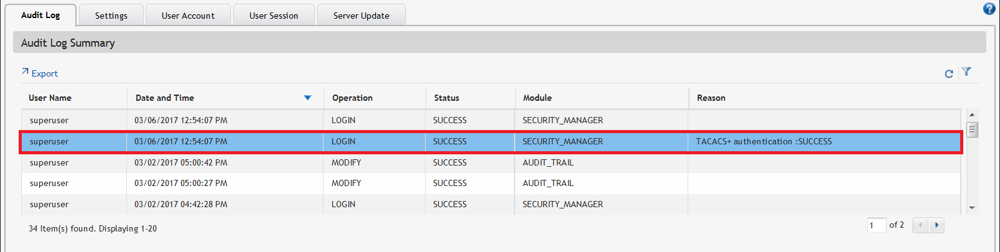 Audit Log Settings User Account User Session Server Update
Audit Log Summary
Export
User Name Date and Time Operation Status Module Reason
superuser 03/06/2017 12:54:07 PM LOGIN SUCCESS SECURITY_MANAGER
superuser 03/06/2017 12:54:07 PM LOGIN SUCCESS SECURITY_MANAGER TACACS+ authentication :SUCCESS
superuser 03/02/2017 05:00:42 PM MODIFY SUCCESS AUDIT_TRAIL
superuser 03/02/2017 05:00:27 PM MODIFY SUCCESS AUDIT_TRAIL
superuser 03/02/2017 04:42:28 PM LOGIN SUCCESS SECURITY_MANAGER
34 Item(s) found. Displaying 1-20 1 of 2